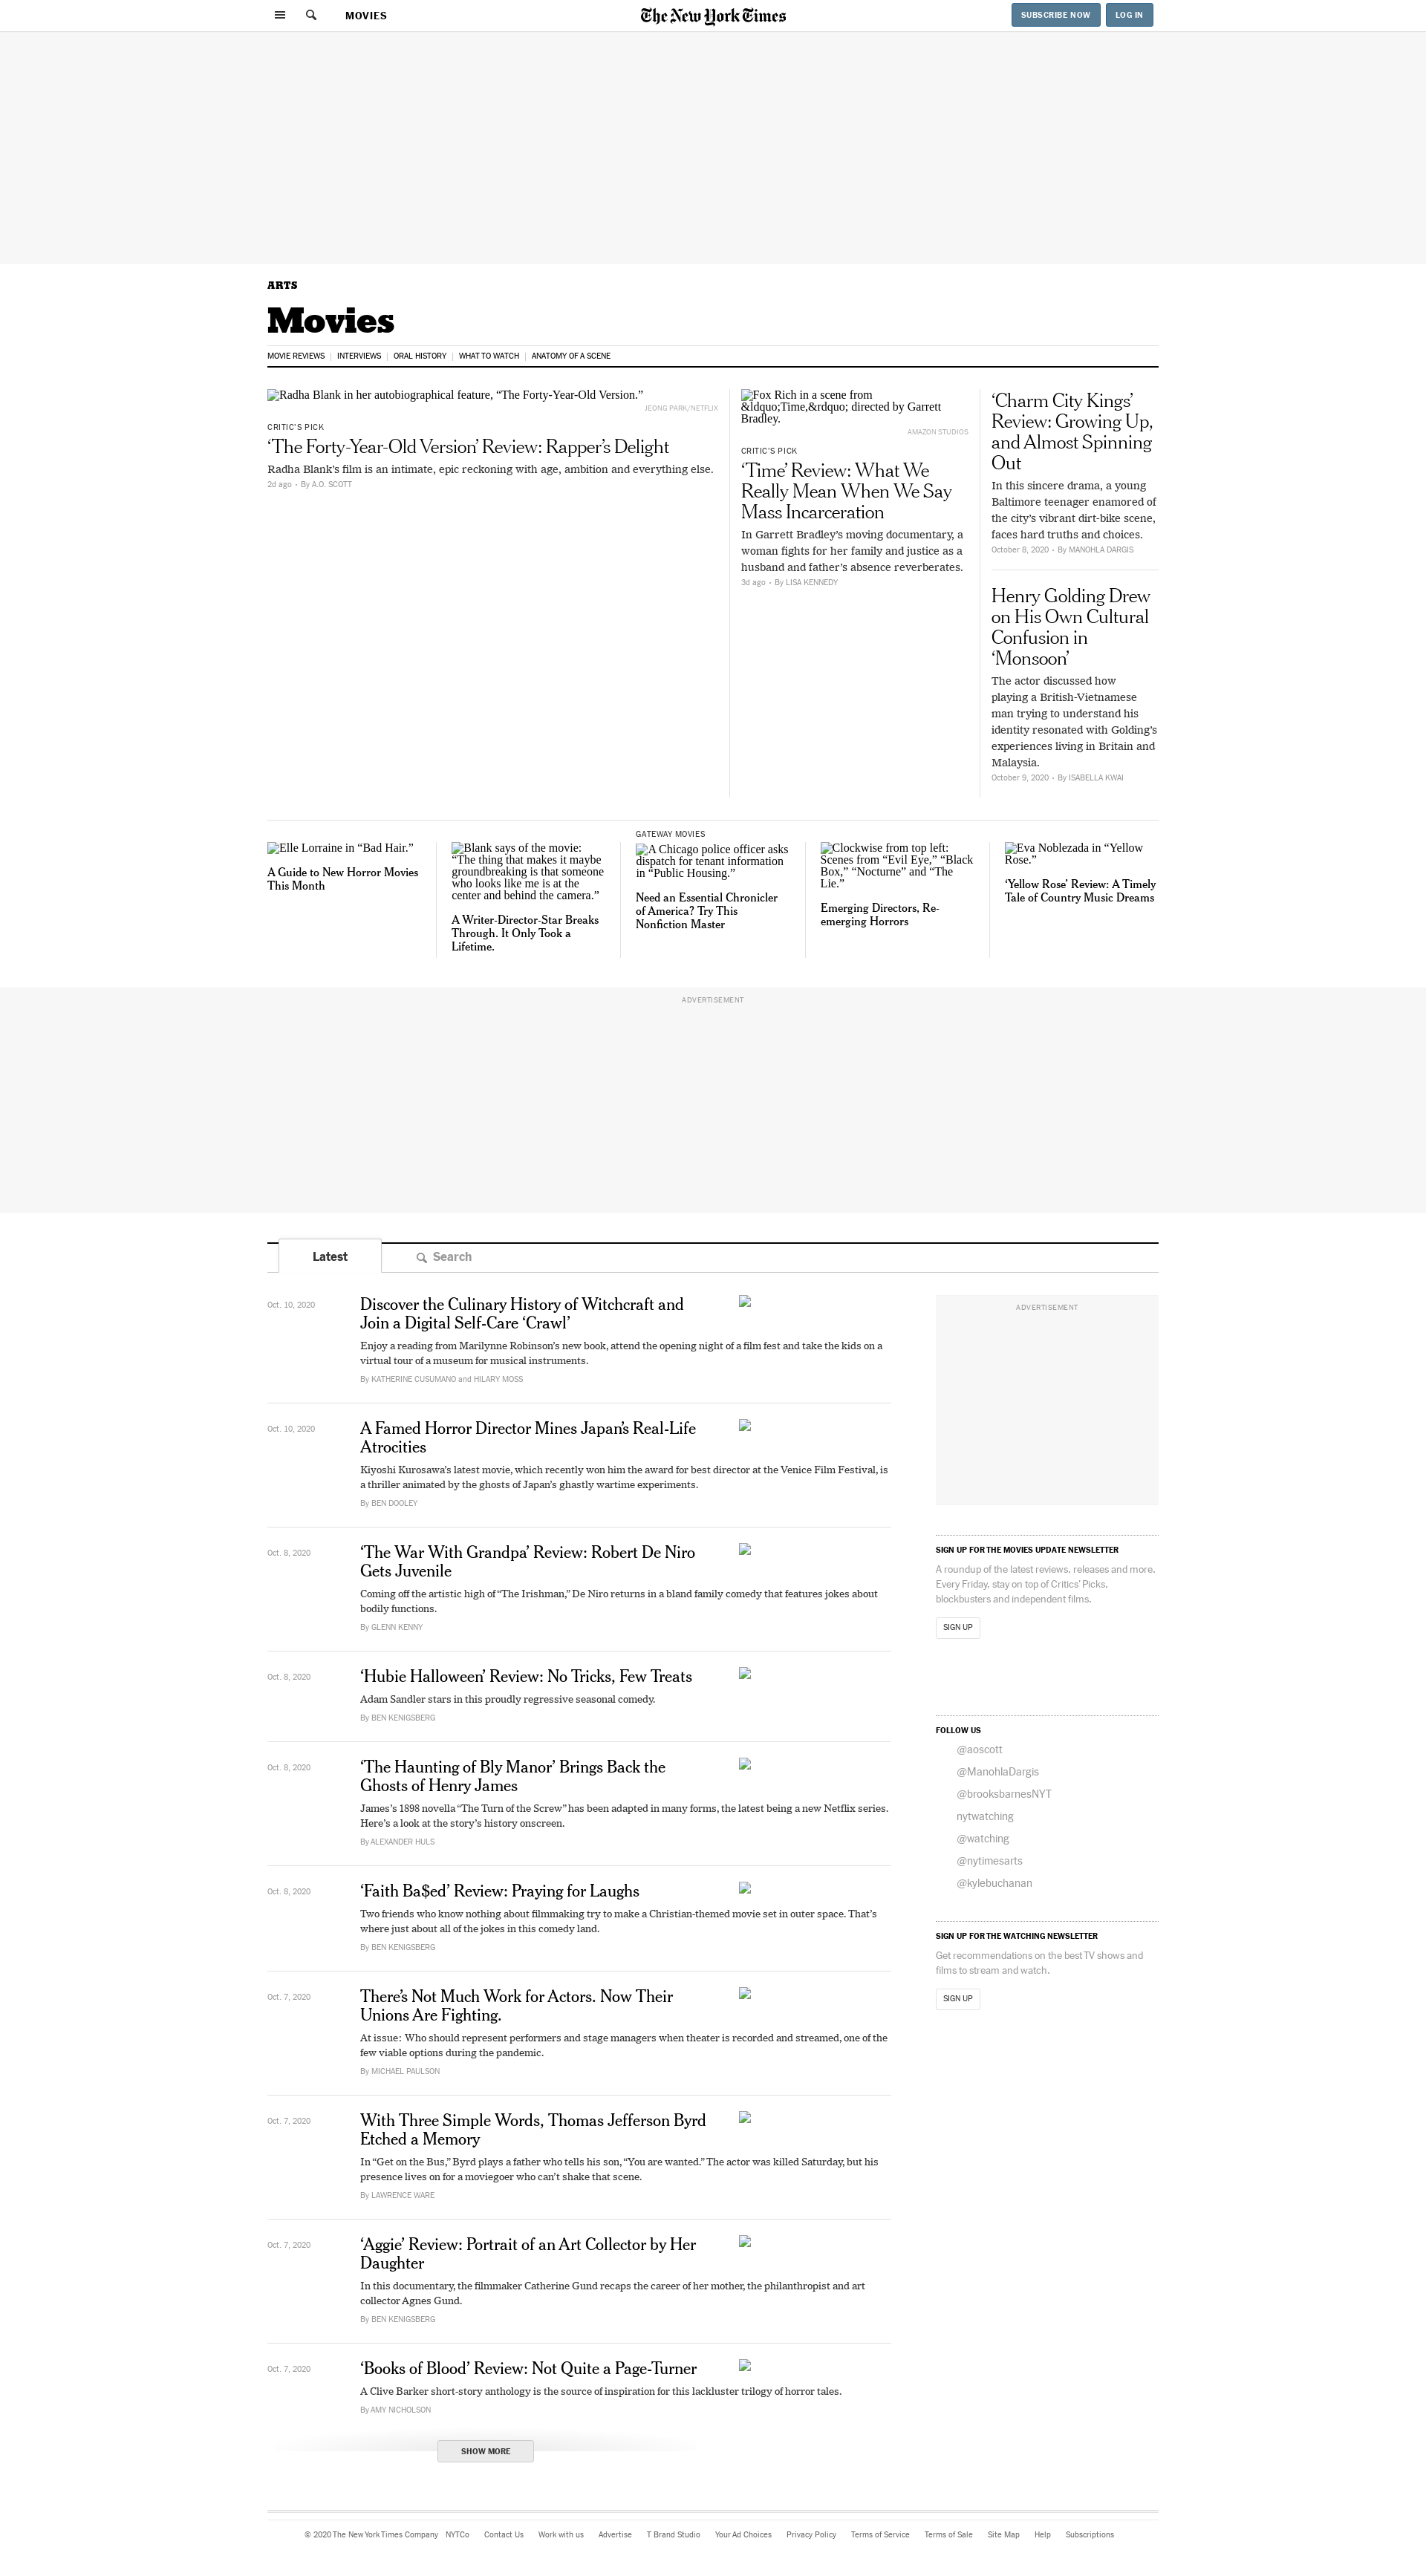 MOVIES
The New York Times
SUBSCRIBE NOW
LOG IN
ARTS
Movies
MOVIE REVIEWS
INTERVIEWS
ORAL HISTORY
WHAT TO WATCH
ANATOMY OF A SCENE
Radha Blank in her autobiographical feature, “The Forty-Year-Old Version.”
JEONG PARK/NETFLIX
CRITIC’S PICK
‘The Forty-Year-Old Version’ Review: Rapper’s Delight
Radha Blank’s film is an intimate, epic reckoning with age, ambition and everything else.
2d ago • By A.O. SCOTT
Fox Rich in a scene from
&ldquo;Time,&rdquo; directed by Garrett
Bradley.
AMAZON STUDIOS
CRITIC’S PICK
‘Time’ Review: What We
Really Mean When We Say
Mass Incarceration
In Garrett Bradley’s moving documentary, a
woman fights for her family and justice as a
husband and father’s absence reverberates.
3d ago • By LISA KENNEDY
‘Charm City Kings’
Review: Growing Up,
and Almost Spinning
Out
In this sincere drama, a young
Baltimore teenager enamored of
the city’s vibrant dirt-bike scene,
faces hard truths and choices.
October 8, 2020 • By MANOHLA DARGIS
Henry Golding Drew
on His Own Cultural
Confusion in
‘Monsoon’
The actor discussed how
playing a British-Vietnamese
man trying to understand his
identity resonated with Golding’s
experiences living in Britain and
Malaysia.
October 9, 2020 • By ISABELLA KWAI
Elle Lorraine in “Bad Hair.”
A Guide to New Horror Movies
This Month
Blank says of the movie:
“The thing that makes it maybe
groundbreaking is that someone
who looks like me is at the
center and behind the camera.”
A Writer-Director-Star Breaks
Through. It Only Took a
Lifetime.
GATEWAY MOVIES
A Chicago police officer asks
dispatch for tenant information
in “Public Housing.”
Need an Essential Chronicler
of America? Try This
Nonfiction Master
Clockwise from top left:
Scenes from “Evil Eye,” “Black
Box,” “Nocturne” and “The
Lie.”
Emerging Directors, Re-
emerging Horrors
Eva Noblezada in “Yellow
Rose.”
‘Yellow Rose’ Review: A Timely
Tale of Country Music Dreams
ADVERTISEMENT
Latest
Search
Oct. 10, 2020
Discover the Culinary History of Witchcraft and
Join a Digital Self-Care ‘Crawl’
Enjoy a reading from Marilynne Robinson’s new book, attend the opening night of a film fest and take the kids on a
virtual tour of a museum for musical instruments.
By KATHERINE CUSUMANO and HILARY MOSS
Oct. 10, 2020
A Famed Horror Director Mines Japan’s Real-Life
Atrocities
Kiyoshi Kurosawa’s latest movie, which recently won him the award for best director at the Venice Film Festival, is
a thriller animated by the ghosts of Japan’s ghastly wartime experiments.
By BEN DOOLEY
Oct. 8, 2020
‘The War With Grandpa’ Review: Robert De Niro
Gets Juvenile
Coming off the artistic high of “The Irishman,” De Niro returns in a bland family comedy that features jokes about
bodily functions.
By GLENN KENNY
Oct. 8, 2020
‘Hubie Halloween’ Review: No Tricks, Few Treats
Adam Sandler stars in this proudly regressive seasonal comedy.
By BEN KENIGSBERG
Oct. 8, 2020
‘The Haunting of Bly Manor’ Brings Back the
Ghosts of Henry James
James’s 1898 novella “The Turn of the Screw” has been adapted in many forms, the latest being a new Netflix series.
Here’s a look at the story’s history onscreen.
By ALEXANDER HULS
Oct. 8, 2020
‘Faith Ba$ed’ Review: Praying for Laughs
Two friends who know nothing about filmmaking try to make a Christian-themed movie set in outer space. That’s
where just about all of the jokes in this comedy land.
By BEN KENIGSBERG
Oct. 7, 2020
There’s Not Much Work for Actors. Now Their
Unions Are Fighting.
At issue: Who should represent performers and stage managers when theater is recorded and streamed, one of the
few viable options during the pandemic.
By MICHAEL PAULSON
Oct. 7, 2020
With Three Simple Words, Thomas Jefferson Byrd
Etched a Memory
In “Get on the Bus,” Byrd plays a father who tells his son, “You are wanted.” The actor was killed Saturday, but his
presence lives on for a moviegoer who can’t shake that scene.
By LAWRENCE WARE
Oct. 7, 2020
‘Aggie’ Review: Portrait of an Art Collector by Her
Daughter
In this documentary, the filmmaker Catherine Gund recaps the career of her mother, the philanthropist and art
collector Agnes Gund.
By BEN KENIGSBERG
Oct. 7, 2020
‘Books of Blood’ Review: Not Quite a Page-Turner
A Clive Barker short-story anthology is the source of inspiration for this lackluster trilogy of horror tales.
By AMY NICHOLSON
SHOW MORE
ADVERTISEMENT
SIGN UP FOR THE MOVIES UPDATE NEWSLETTER
A roundup of the latest reviews, releases and more.
Every Friday, stay on top of Critics’ Picks,
blockbusters and independent films.
SIGN UP
FOLLOW US
@aoscott
@ManohlaDargis
@brooksbarnesNYT
nytwatching
@watching
@nytimesarts
@kylebuchanan
SIGN UP FOR THE WATCHING NEWSLETTER
Get recommendations on the best TV shows and
films to stream and watch.
SIGN UP
© 2020 The New York Times Company NYTCo Contact Us Work with us Advertise T Brand Studio Your Ad Choices Privacy Policy Terms of Service Terms of Sale Site Map Help Subscriptions